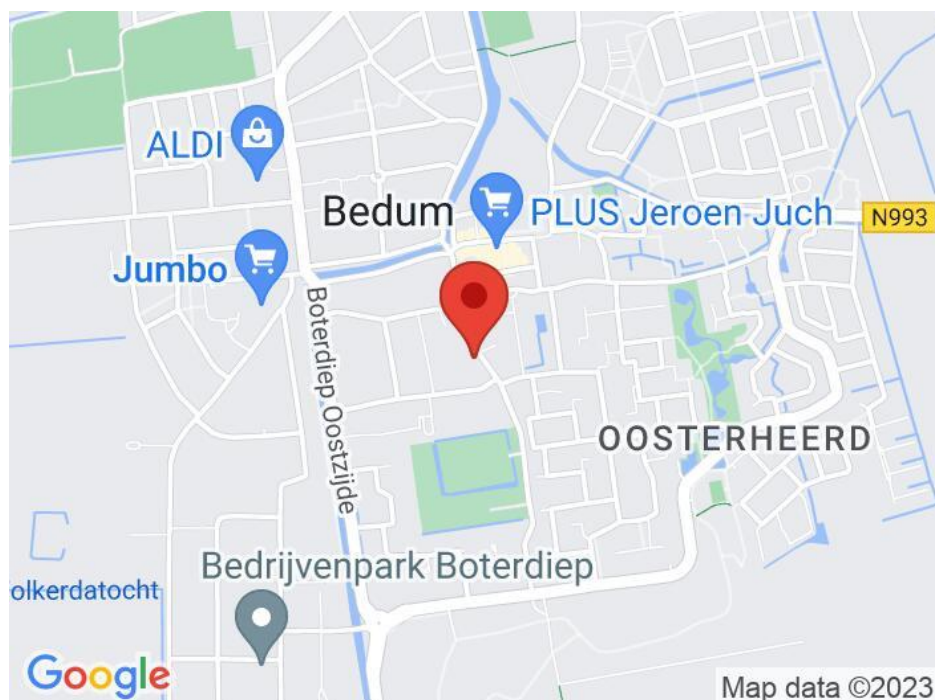 ALDI
Bedum
PLUS Jeroen Juch
N993
Jumbo
Boterdiep Oostzijde
OOSTERHEERD
Bedrijvenpark Boterdiep
olkerdatocht
Google
Map data ©2023